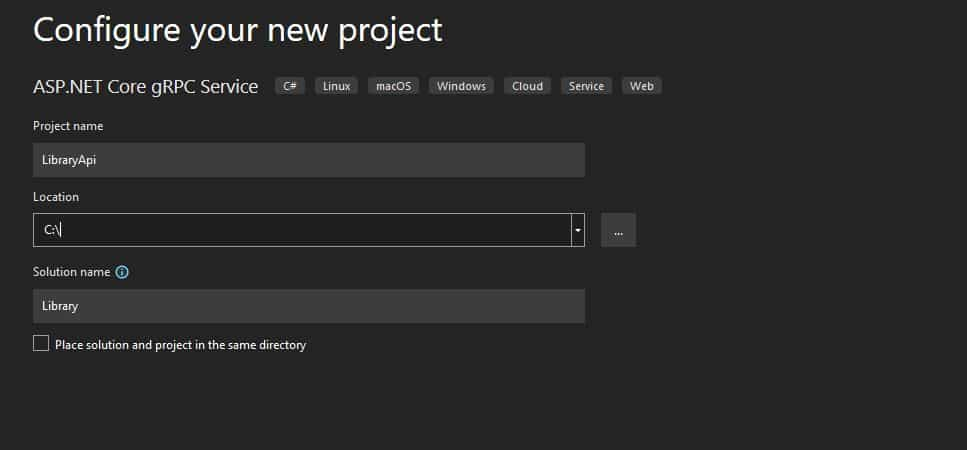 Configure your new project
ASP.NET Core gRPC Service C# Linux macOS Windows Cloud Service Web
Project name
LibraryApi
Location
C:\
...
Solution name
Library
Place solution and project in the same directory